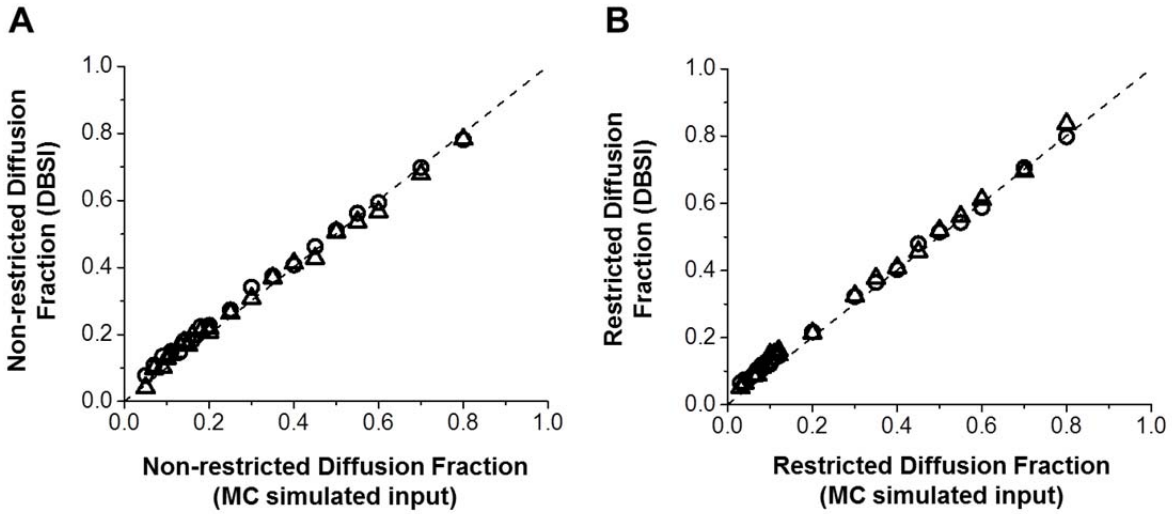 A
Non-restricted Diffusion
Fraction (DBSI)
1.0
0.8
0.6
0.4
0.2
0.0
0.0 0.2 0.4 0.6 0.8 1.0
Non-restricted Diffusion Fraction
(MC simulated input)
B
Restricted Diffusion
Fraction (DBSI)
1.0
0.8
0.6
0.4
0.2
0.0
0.0 0.2 0.4 0.6 0.8 1.0
Restricted Diffusion Fraction
(MC simulated input)